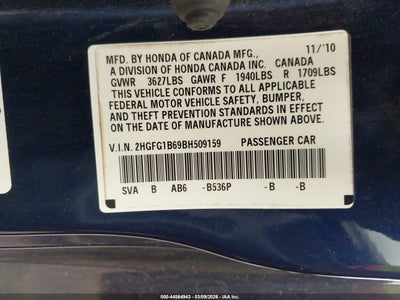 MFD. BY HONDA OF CANADA MFG., 11/'10
A DIVISION OF HONDA CANADA INC. CANADA
GVWR 3627LBS GAWR F 1940LBS R 1709LBS
THIS VEHICLE CONFORMS TO ALL APPLICABLE
FEDERAL MOTOR VEHICLE SAFETY, BUMPER,
AND THEFT PREVENTION STANDARDS IN EFFECT
ON THE DATE OF MANUFACTURE SHOWN ABOVE.
V.I.N. 2HGFG1B69BH509159 PASSENGER CAR
SVA B AB6 -B536P -B -B
000-44564943 - 03/09/2026 - IAA Inc.